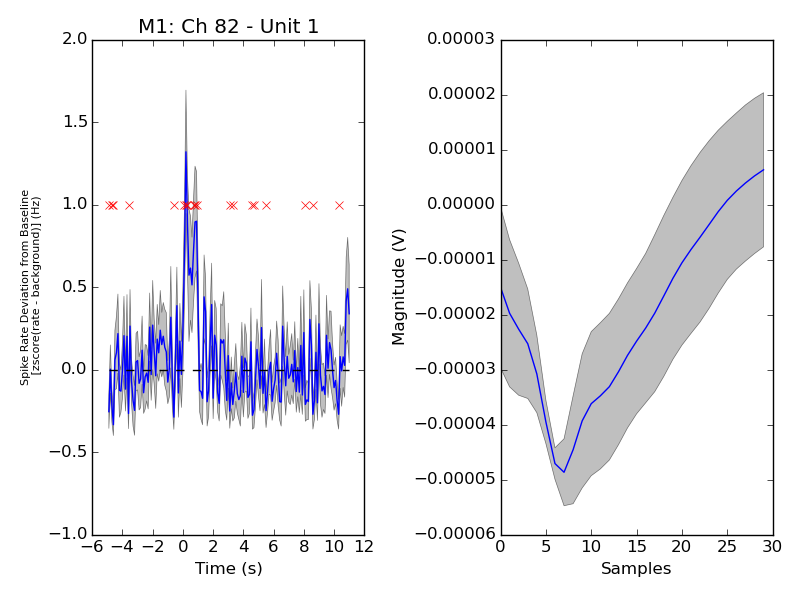 M1: Ch 82 - Unit 1
2.0
1.5
1.0
0.5
0.0
−0.5
−1.0
−6 −4 −2 0 2 4 6 8 10 12
Time (s)
Spike Rate Deviation from Baseline
[zscore(rate - background)] (Hz)
0.00003
0.00002
0.00001
0.00000
−0.00001
−0.00002
−0.00003
−0.00004
−0.00005
−0.00006
0 5 10 15 20 25 30
Samples
Magnitude (V)